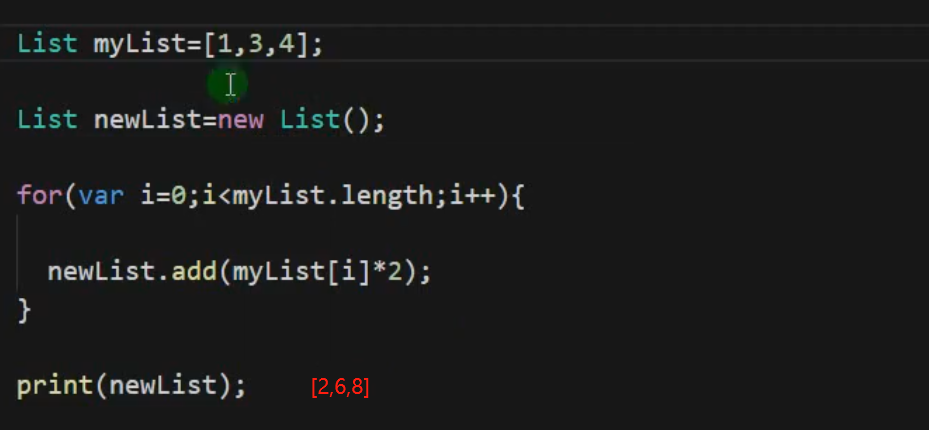 List myList=[1,3,4];
List newList=new List();
for(var i=0;i<myList.length;i++){
newList.add(myList[i]*2);
}
print(newList); [2,6,8]